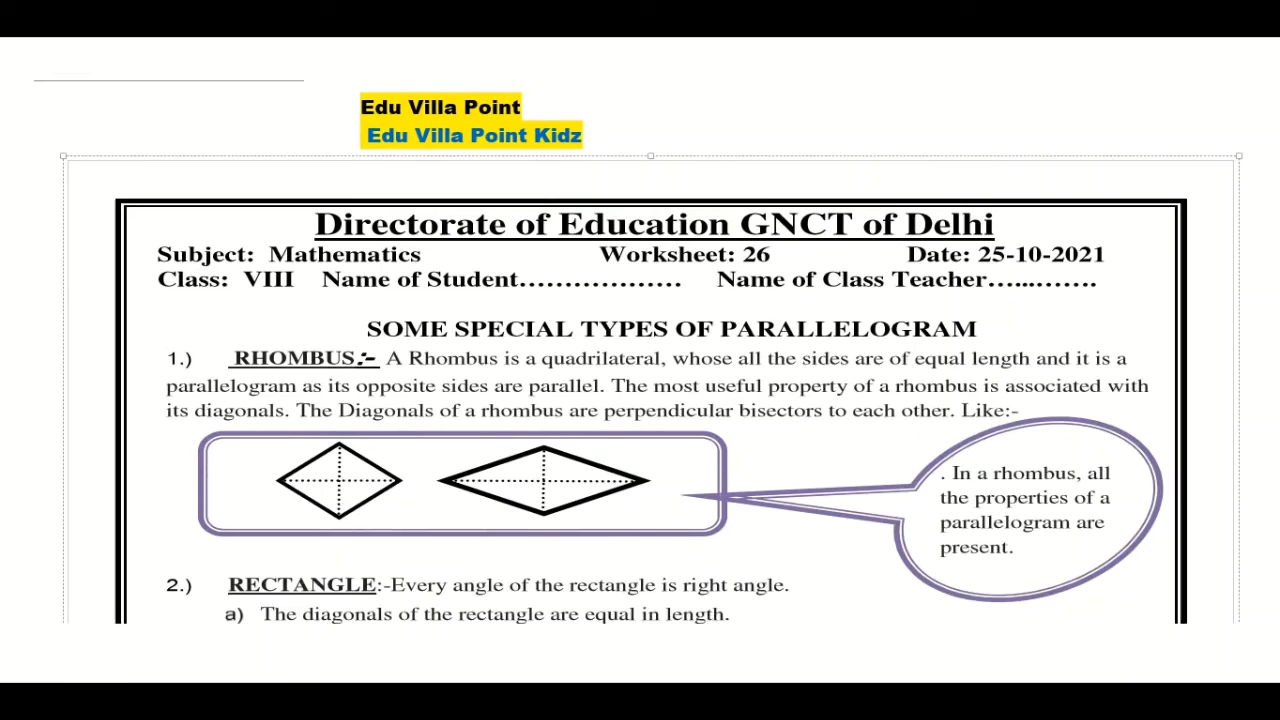 Edu Villa Point
Edu Villa Point Kidz
Directorate of Education GNCT of Delhi
Subject: Mathematics Worksheet: 26 Date: 25-10-2021
Class: VIII Name of Student……………… Name of Class Teacher…...…….
SOME SPECIAL TYPES OF PARALLELOGRAM
1.) RHOMBUS:- A Rhombus is a quadrilateral, whose all the sides are of equal length and it is a
parallelogram as its opposite sides are parallel. The most useful property of a rhombus is associated with
its diagonals. The Diagonals of a rhombus are perpendicular bisectors to each other. Like:-
. In a rhombus, all
the properties of a
parallelogram are
present.
2.) RECTANGLE:-Every angle of the rectangle is right angle.
a) The diagonals of the rectangle are equal in length.